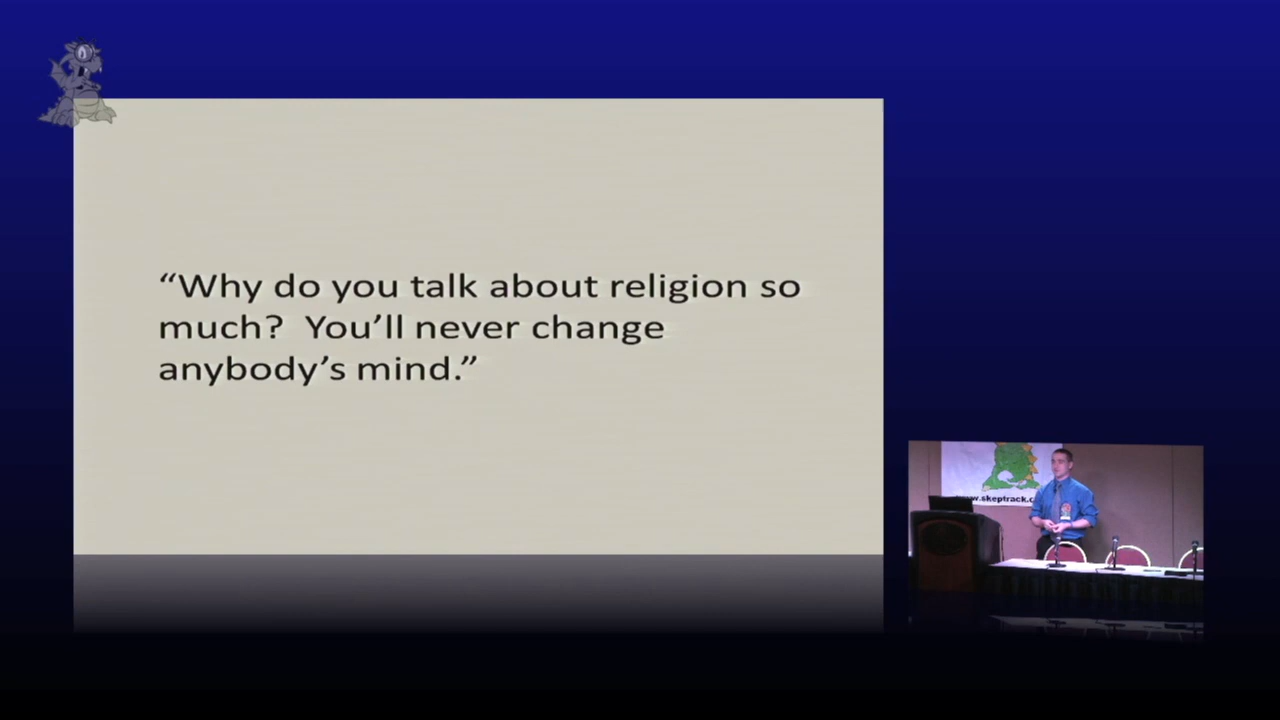 “Why do you talk about religion so
much?  You’ll never change
anybody’s mind.”
www.skeptrack.c